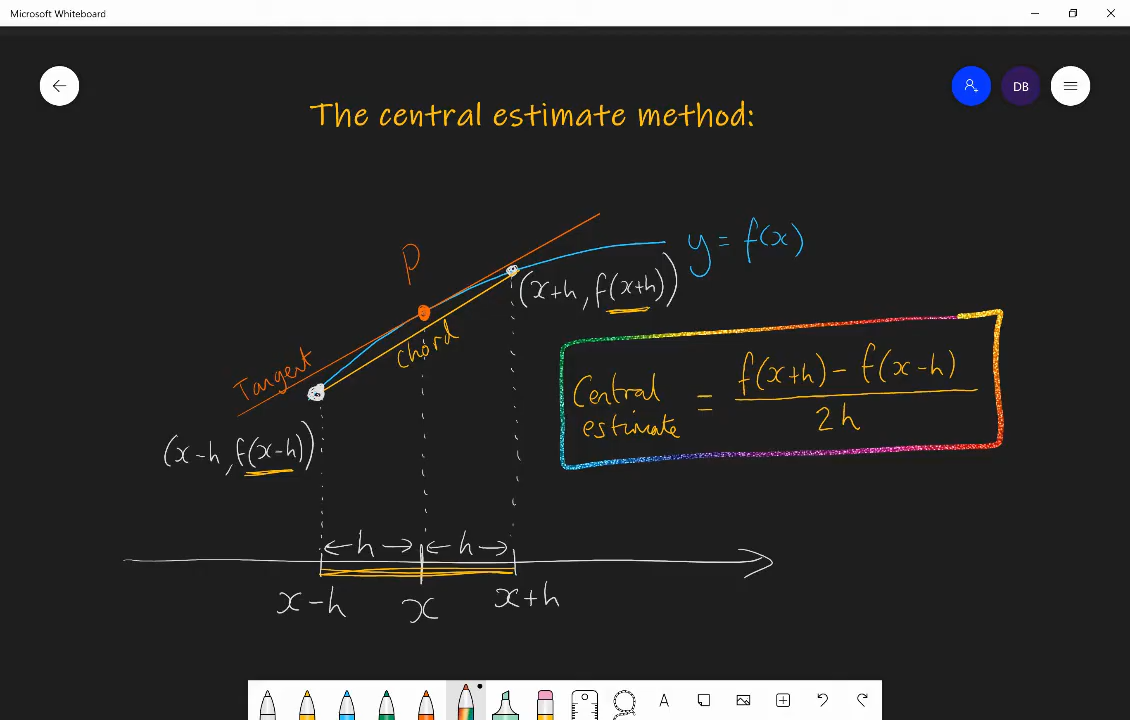 Microsoft Whiteboard
DB
The central estimate method:
P
y = f(x)
(x+h, f(x+h))
Tangent
chord
Central estimate = f(x+h) - f(x-h)
2h
(x-h, f(x-h))
h h
x-h x x+h
A